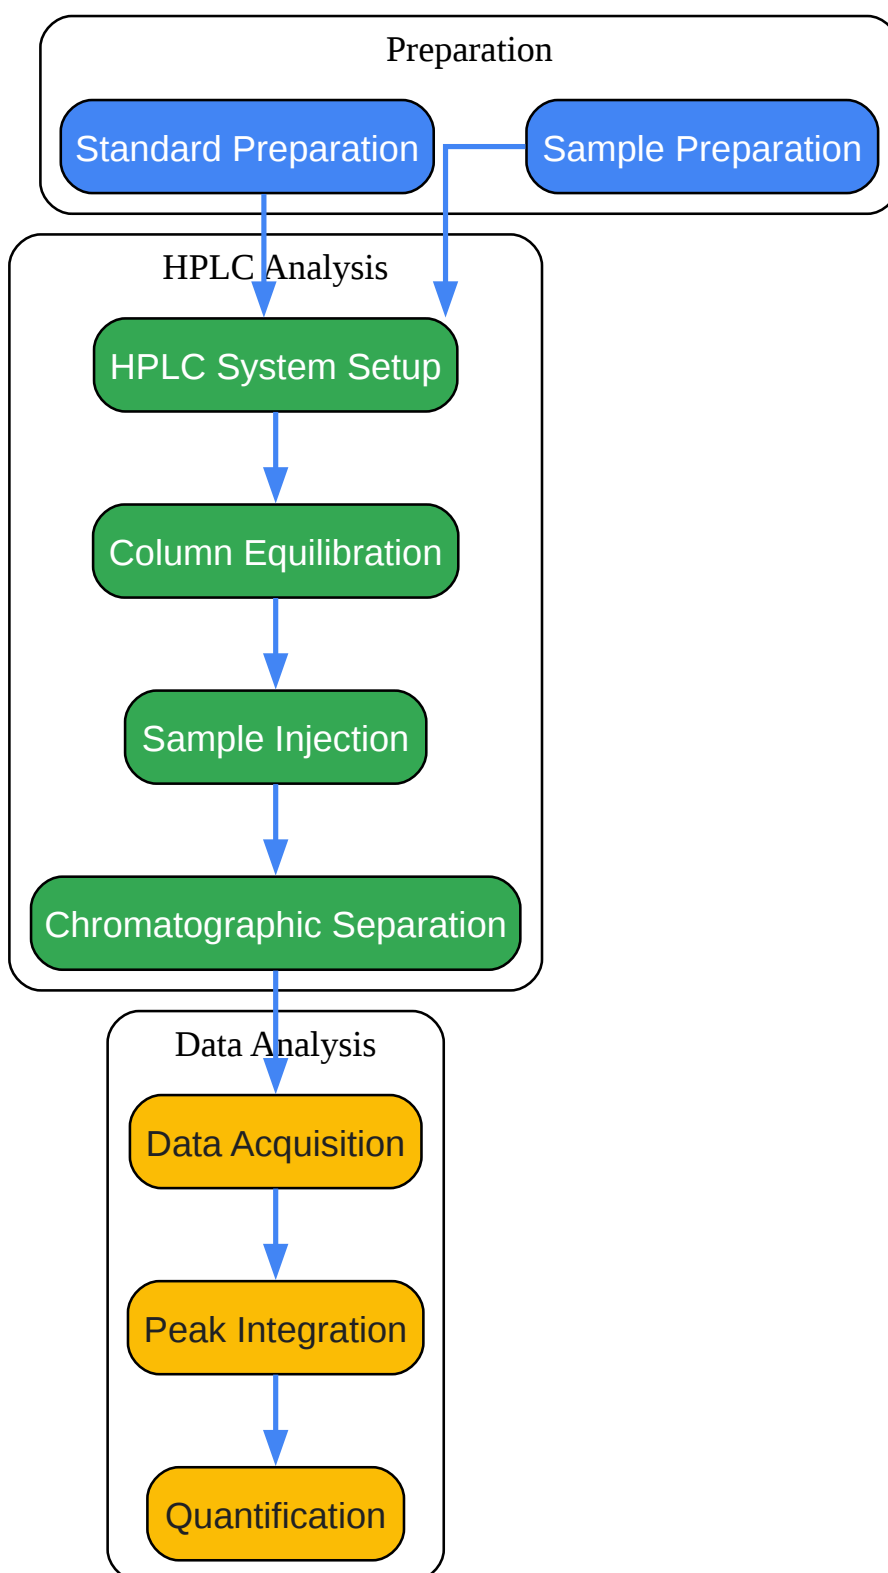 Preparation
Standard Preparation
Sample Preparation
HPLC Analysis
HPLC System Setup
Column Equilibration
Sample Injection
Chromatographic Separation
Data Analysis
Data Acquisition
Peak Integration
Quantification